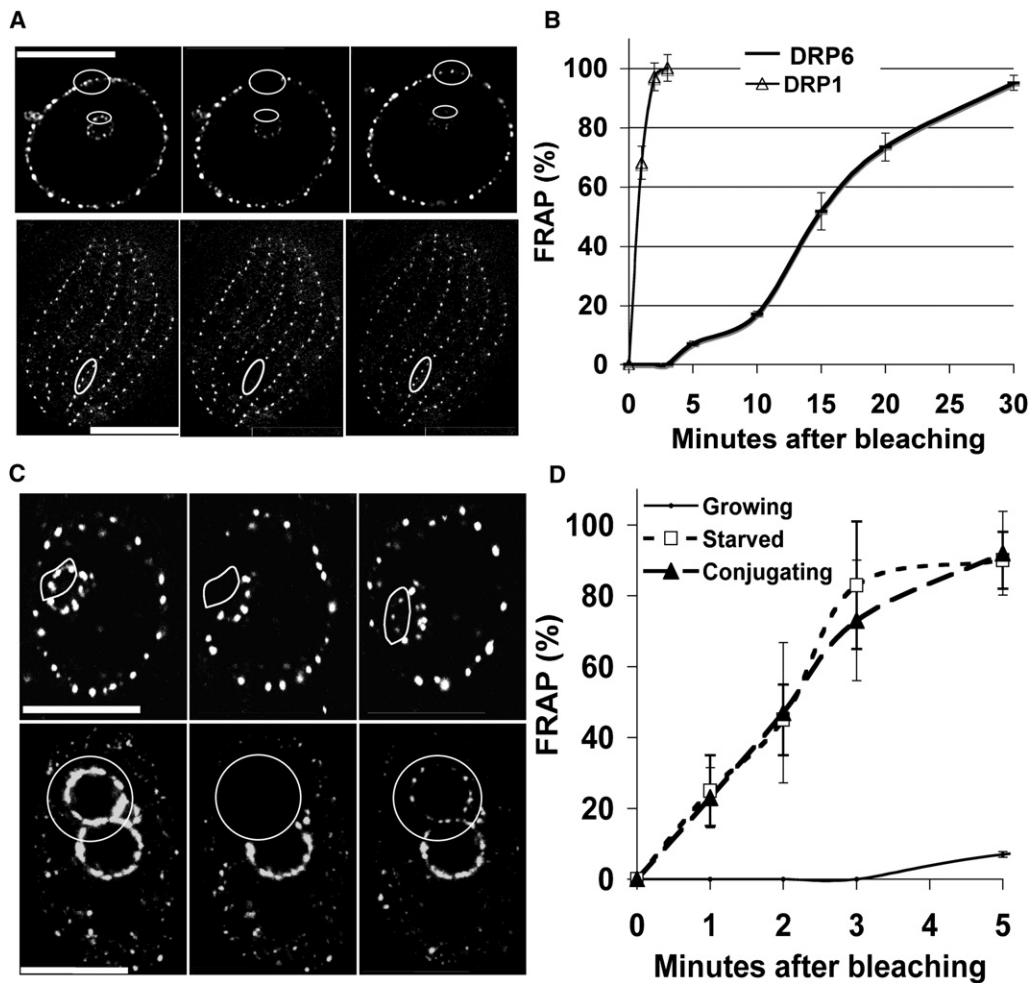 A
B
FRAP (%)
100
80
60
40
20
0
DRP6
DRP1
0 5 10 15 20 25 30
Minutes after bleaching
C
D
FRAP (%)
100
80
60
40
20
0
Growing
Starved
Conjugating
0 1 2 3 4 5
Minutes after bleaching